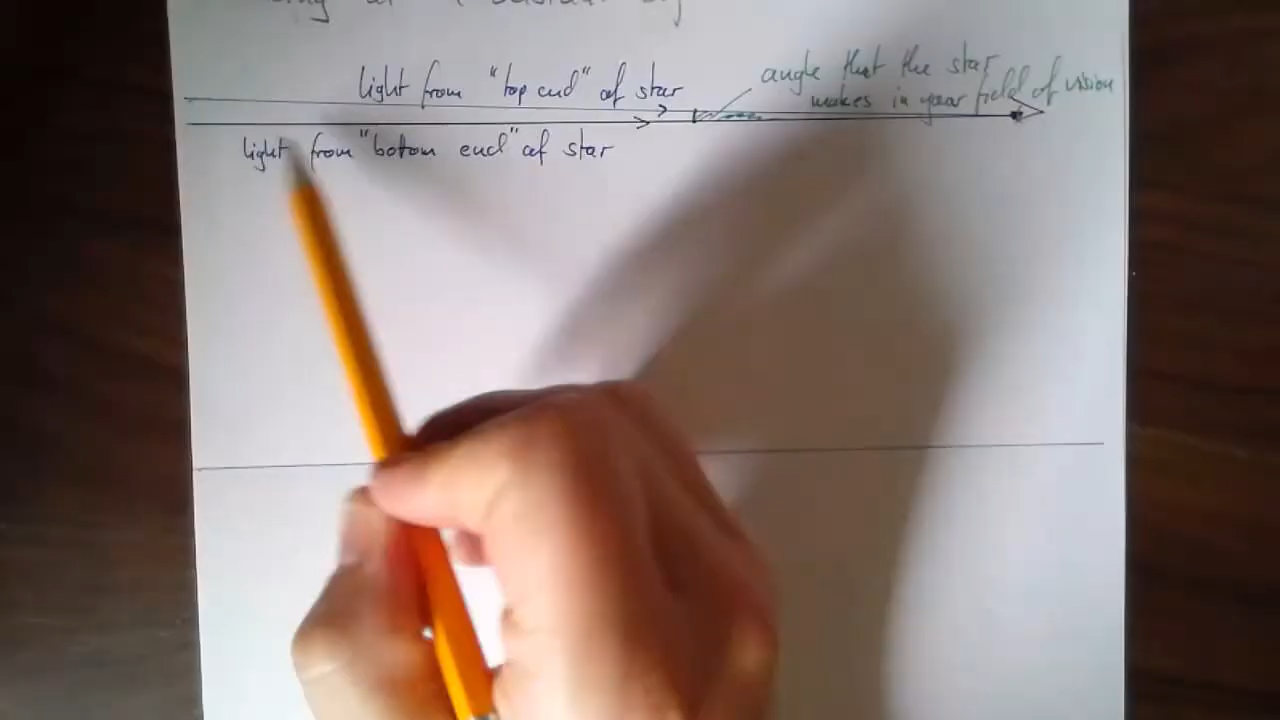 light from "top end" of star
angle that the star
makes in your field of vision
light from "bottom end" of star